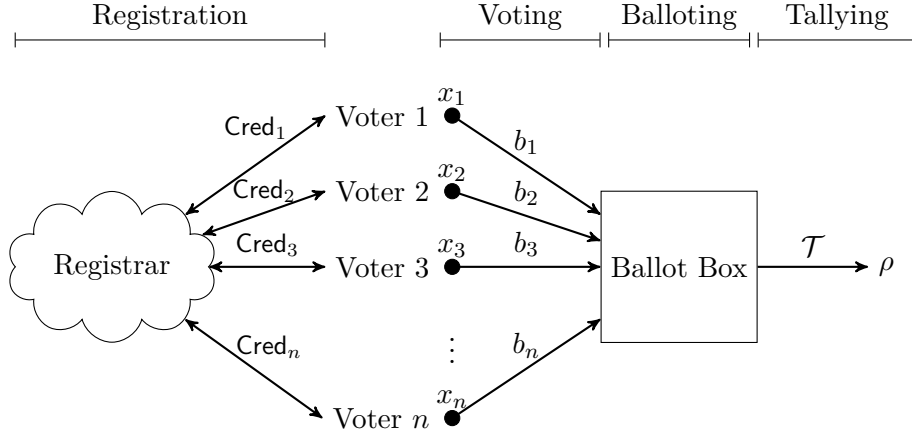 Registration Voting Balloting Tallying
Cred₁ Voter 1 x₁ b₁
Cred₂ Voter 2 x₂ b₂
Registrar Cred₃ Voter 3 x₃ b₃ Ballot Box 𝒯 ρ
Credₙ ⋮ bₙ
Voter n xₙ